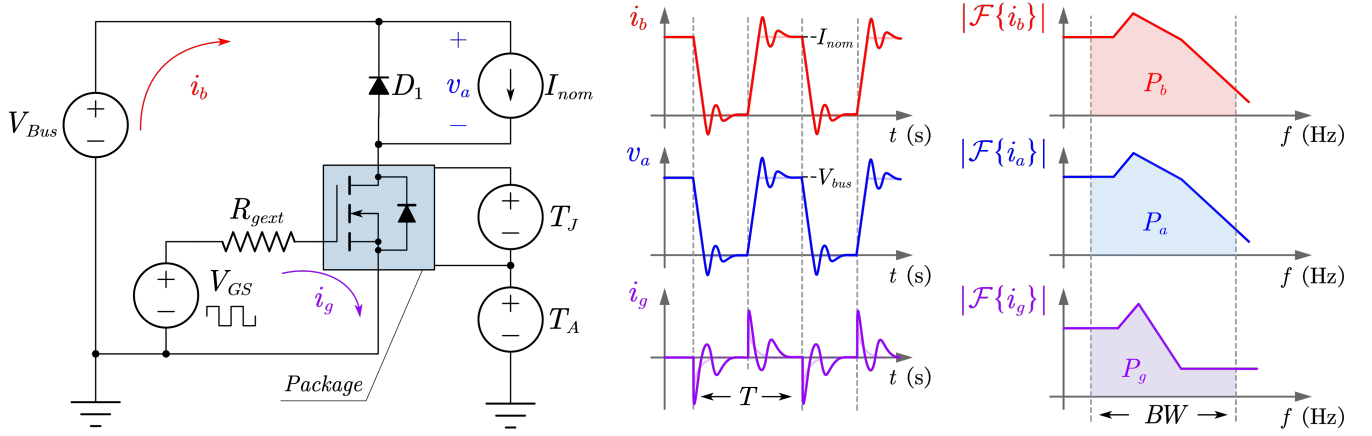 i_b
V_Bus
+
−
D_1
+
v_a
−
I_nom
R_gext
+
−
V_GS
i_g
+
−
T_J
+
−
T_A
Package
i_b
I_nom
t (s)
v_a
V_bus
t (s)
i_g
t (s)
T
|ℱ{i_b}|
P_b
f (Hz)
|ℱ{i_a}|
P_a
f (Hz)
|ℱ{i_g}|
P_g
BW
f (Hz)